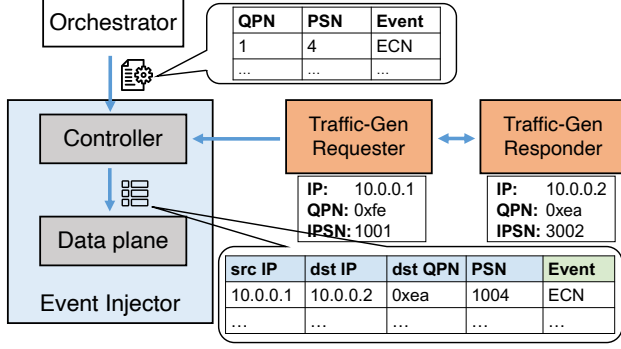 Orchestrator
QPN PSN Event
1 4 ECN
... ... ...
Controller
Traffic-Gen
Requester
Traffic-Gen
Responder
IP: 10.0.0.1
QPN: 0xfe
IPSN: 1001
IP: 10.0.0.2
QPN: 0xea
IPSN: 3002
Data plane
Event Injector
src IP dst IP dst QPN PSN Event
10.0.0.1 10.0.0.2 0xea 1004 ECN
... ... ... ... ...